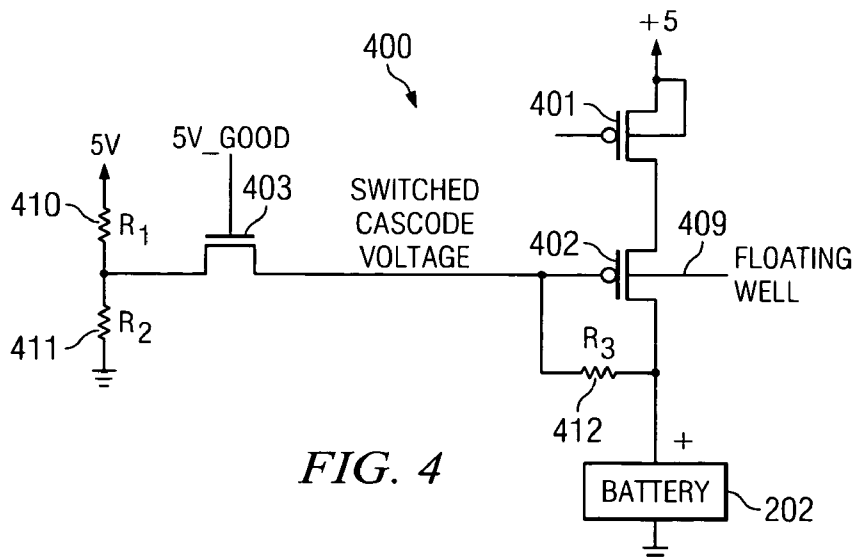 400
+5
401
5V_GOOD
5V
403
410
R1
SWITCHED
CASCODE
VOLTAGE
402
409
FLOATING
WELL
411
R2
R3
412
+
FIG. 4
BATTERY
202